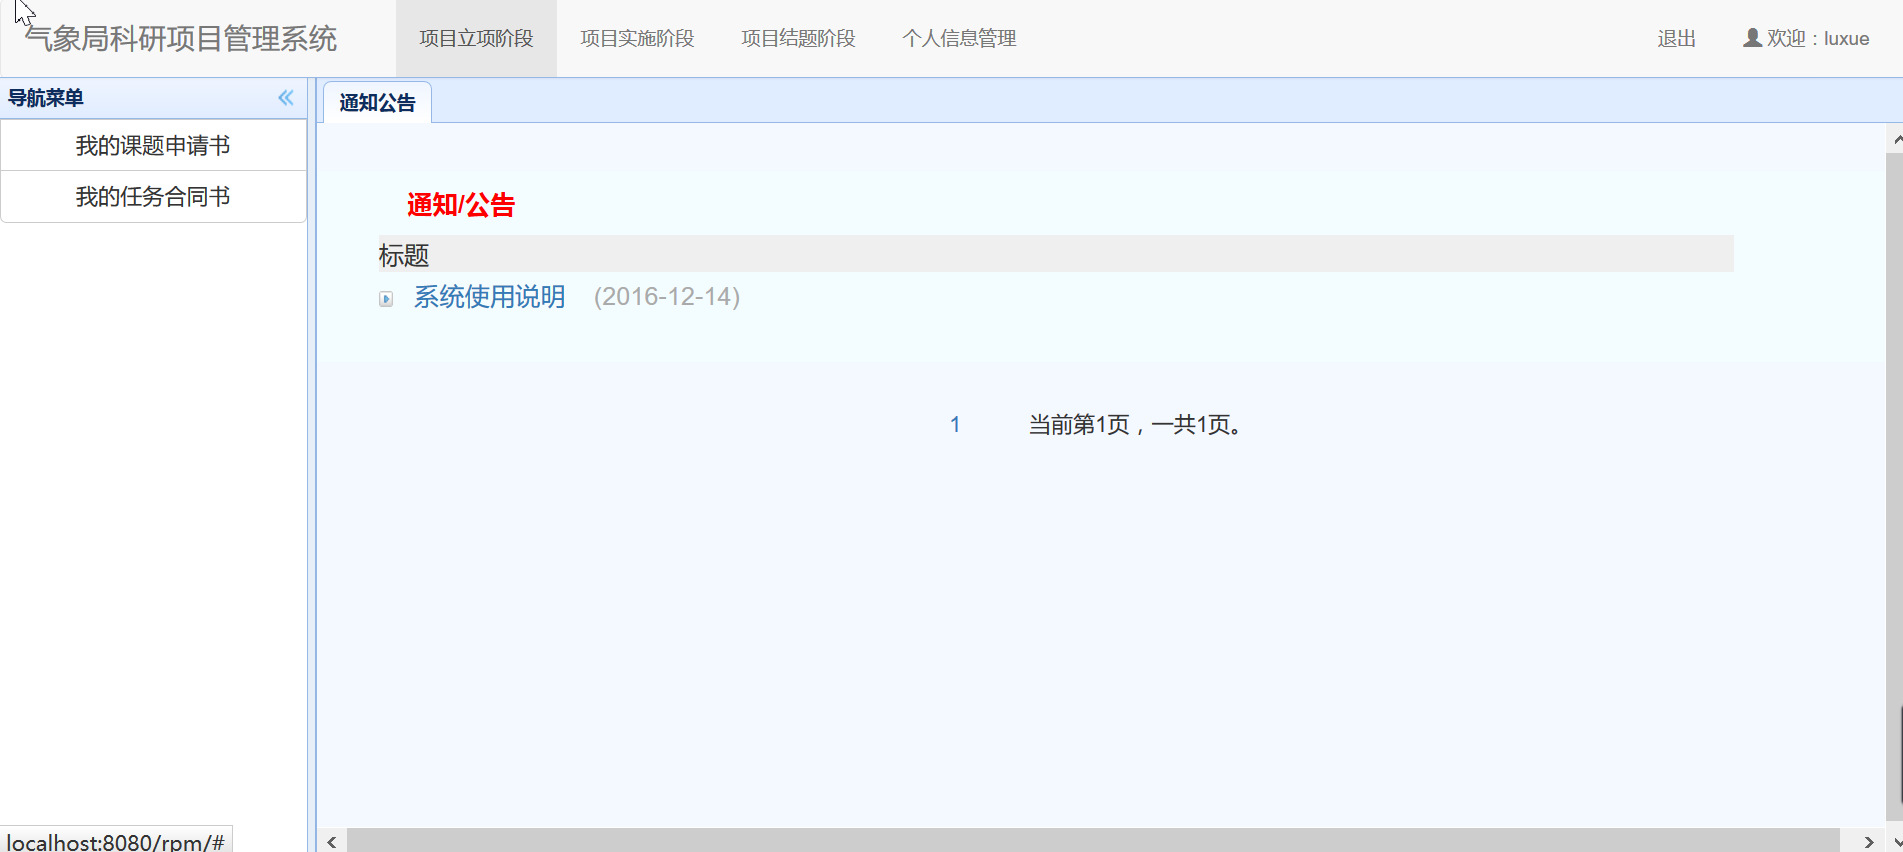 气象局科研项目管理系统 项目立项阶段 项目实施阶段 项目结题阶段 个人信息管理 退出 欢迎：luxue
导航菜单
我的课题申请书
我的任务合同书
通知公告
通知/公告
标题
系统使用说明 (2016-12-14)
1 当前第1页，一共1页。
localhost:8080/rpm/#